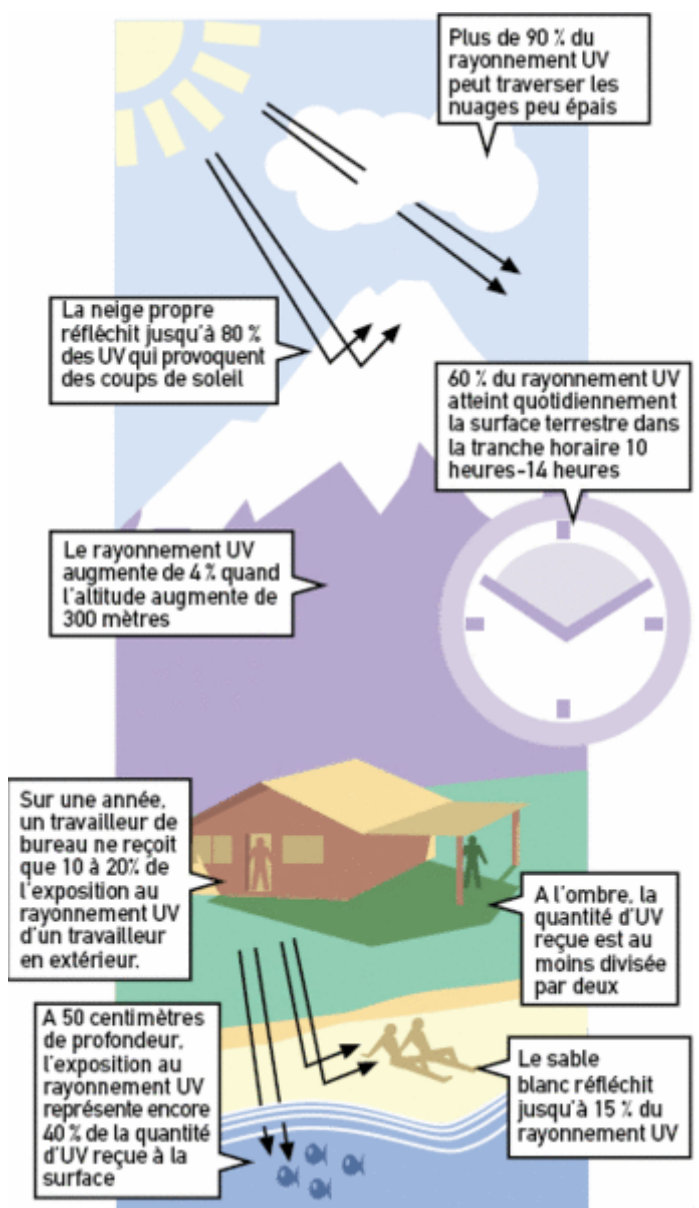 Plus de 90 % du
rayonnement UV
peut traverser les
nuages peu épais
La neige propre
réfléchit jusqu'à 80 %
des UV qui provoquent
des coups de soleil
60 % du rayonnement UV
atteint quotidiennement
la surface terrestre dans
la tranche horaire 10
heures-14 heures
Le rayonnement UV
augmente de 4 % quand
l'altitude augmente de
300 mètres
Sur une année,
un travailleur de
bureau ne reçoit
que 10 à 20% de
l'exposition au
rayonnement UV
d'un travailleur
en extérieur.
A l'ombre, la
quantité d'UV
reçue est au
moins divisée
par deux
A 50 centimètres
de profondeur,
l'exposition au
rayonnement UV
représente encore
40 % de la quantité
d'UV reçue à la
surface
Le sable
blanc réfléchit
jusqu'à 15 % du
rayonnement UV